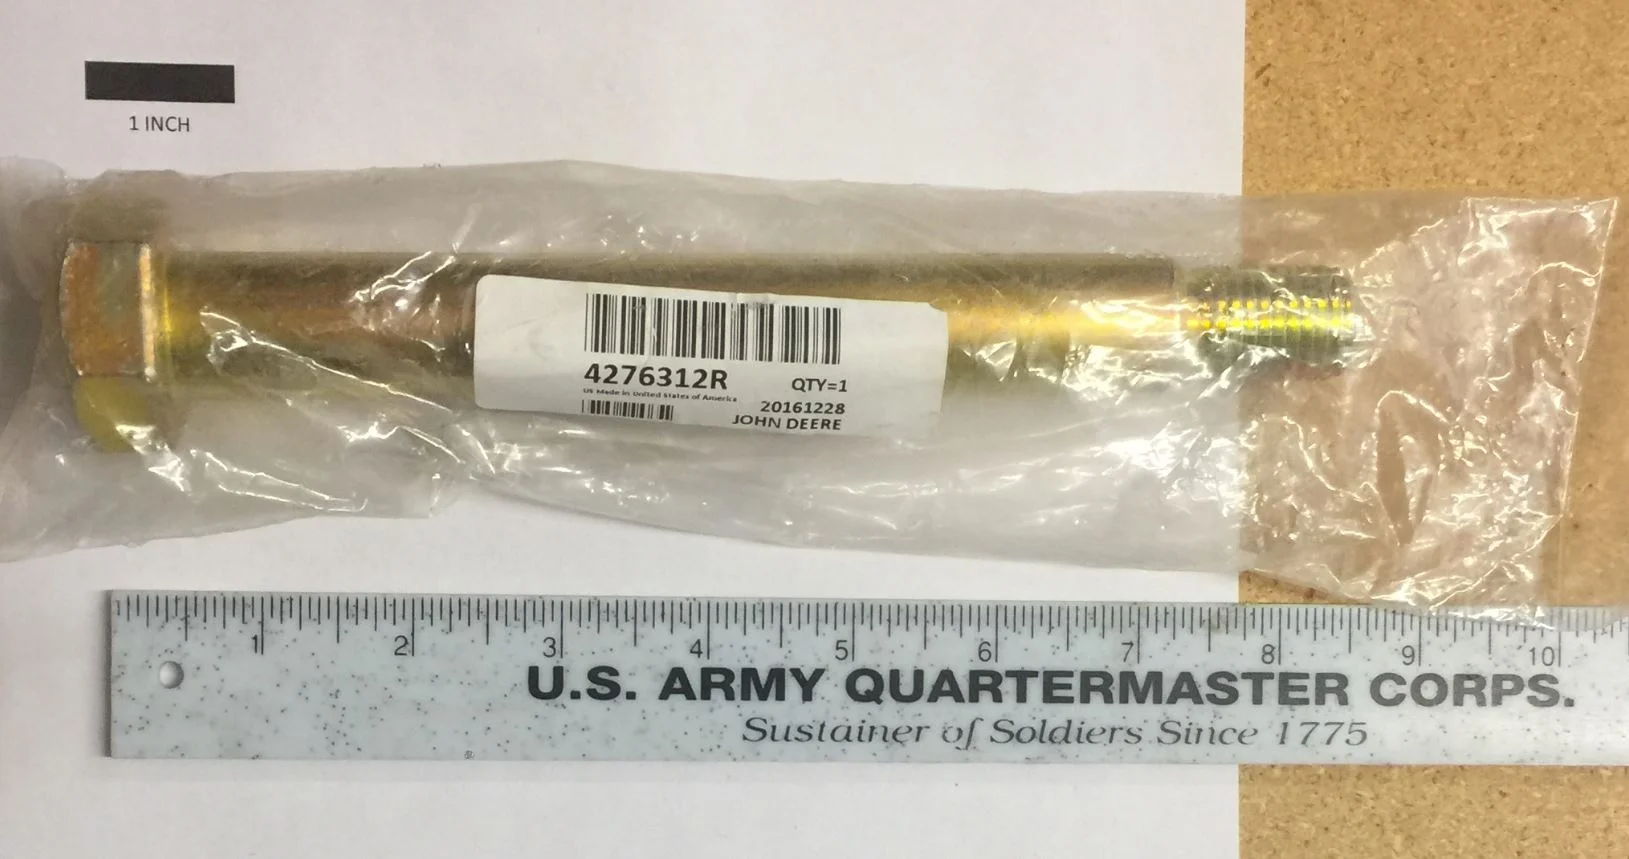 1 INCH
4276312R QTY=1
US Made in United States of America
20161228
JOHN DEERE
1 2 3 4 5 6 7 8 9 10
U.S. ARMY QUARTERMASTER CORPS.
Sustainer of Soldiers Since 1775
®